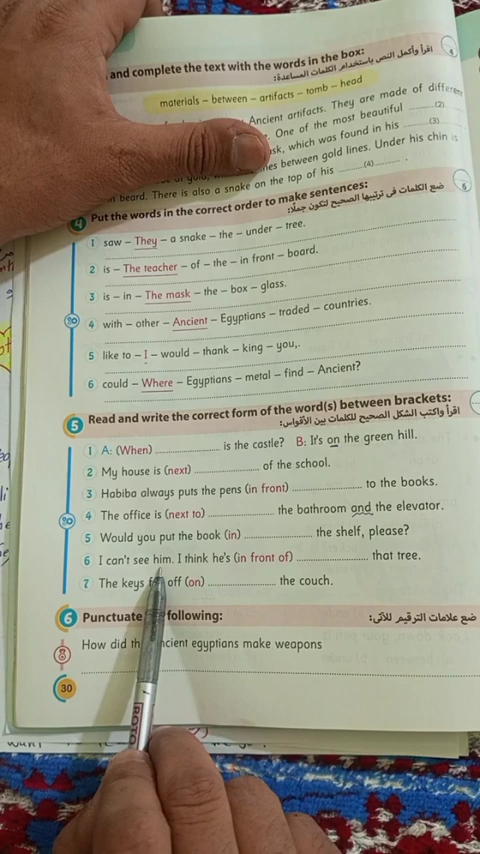 and complete the text with the words in the box:
اقرأ وأكمل النص باستخدام الكلمات المساعدة:
materials – between – artifacts – tomb – head
Ancient artifacts. They are made of different
(2)
One of the most beautiful
(3)
which was found in his
between gold lines. Under his chin is
beard. There is also a snake on the top of his (4)
4 Put the words in the correct order to make sentences:
ضع الكلمات فى ترتيبها الصحيح لتكون جملًا:
6
1 saw – They – a snake – the – under – tree.
2 is – The teacher – of – the – in front – board.
3 is – in – The mask – the – box – glass.
4 with – other – Ancient – Egyptians – traded – countries.
5 like to – I – would – thank – king – you,.
6 could – Where – Egyptians – metal – find – Ancient?
5 Read and write the correct form of the word(s) between brackets:
اقرأ واكتب الشكل الصحيح للكلمات بين الأقواس:
1 A: (When) ............ is the castle? B: It's on the green hill.
2 My house is (next) ............ of the school.
3 Habiba always puts the pens (in front) ............ to the books.
4 The office is (next to) ............ the bathroom and the elevator.
5 Would you put the book (in) ............ the shelf, please?
6 I can't see him. I think he's (in front of) ............ that tree.
7 The keys off (on) ............ the couch.
6 Punctuate following:
ضع علامات الترقيم للآتى:
How did egyptians make weapons
30